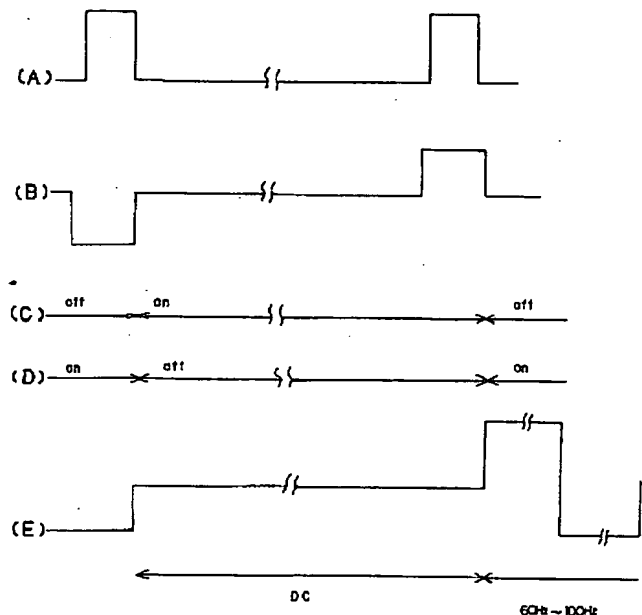 (A)
(B)
off on off
(C)
on off on
(D)
(E)
DC
60Hz~100Hz